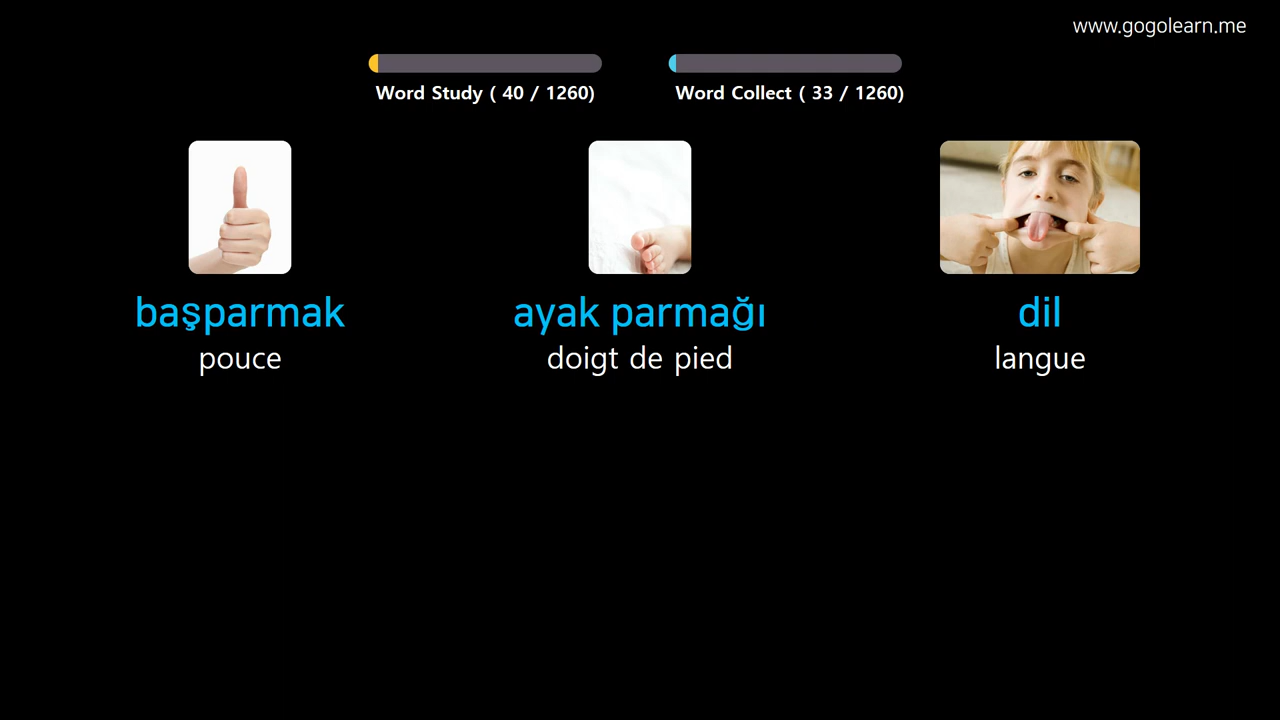 www.gogolearn.me
Word Study ( 40 / 1260)
Word Collect ( 33 / 1260)
başparmak
pouce
ayak parmağı
doigt de pied
dil
langue